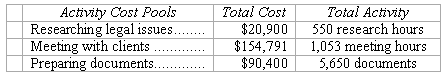 Activity Cost Pools Total Cost Total Activity
Researching legal issues........ $20,900 550 research hours
Meeting with clients ............. $154,791 1,053 meeting hours
Preparing documents............. $90,400 5,650 documents